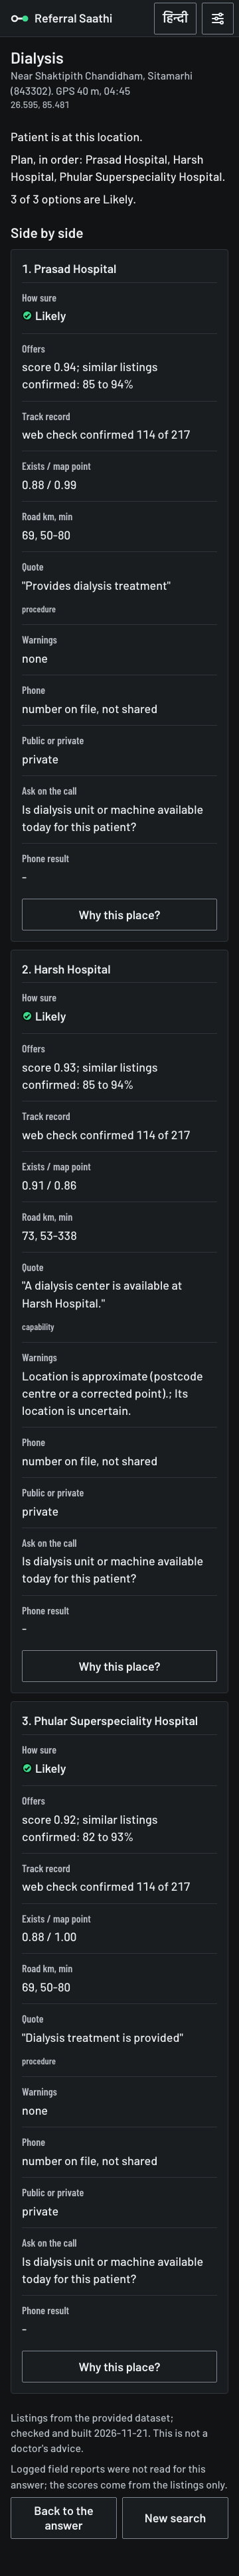 Referral Saathi
हिन्दी
Dialysis
Near Shaktipith Chandidham, Sitamarhi
(843302). GPS 40 m, 04:45
26.595, 85.481
Patient is at this location.
Plan, in order: Prasad Hospital, Harsh
Hospital, Phular Superspeciality Hospital.
3 of 3 options are Likely.
Side by side
1. Prasad Hospital
How sure
Likely
Offers
score 0.94; similar listings
confirmed: 85 to 94%
Track record
web check confirmed 114 of 217
Exists / map point
0.88 / 0.99
Road km, min
69, 50-80
Quote
"Provides dialysis treatment"
procedure
Warnings
none
Phone
number on file, not shared
Public or private
private
Ask on the call
Is dialysis unit or machine available
today for this patient?
Phone result
-
Why this place?
2. Harsh Hospital
How sure
Likely
Offers
score 0.93; similar listings
confirmed: 85 to 94%
Track record
web check confirmed 114 of 217
Exists / map point
0.91 / 0.86
Road km, min
73, 53-338
Quote
"A dialysis center is available at
Harsh Hospital."
capability
Warnings
Location is approximate (postcode
centre or a corrected point).; Its
location is uncertain.
Phone
number on file, not shared
Public or private
private
Ask on the call
Is dialysis unit or machine available
today for this patient?
Phone result
-
Why this place?
3. Phular Superspeciality Hospital
How sure
Likely
Offers
score 0.92; similar listings
confirmed: 82 to 93%
Track record
web check confirmed 114 of 217
Exists / map point
0.88 / 1.00
Road km, min
69, 50-80
Quote
"Dialysis treatment is provided"
procedure
Warnings
none
Phone
number on file, not shared
Public or private
private
Ask on the call
Is dialysis unit or machine available
today for this patient?
Phone result
-
Why this place?
Listings from the provided dataset;
checked and built 2026-11-21. This is not a
doctor's advice.
Logged field reports were not read for this
answer; the scores come from the listings only.
Back to the
answer
New search